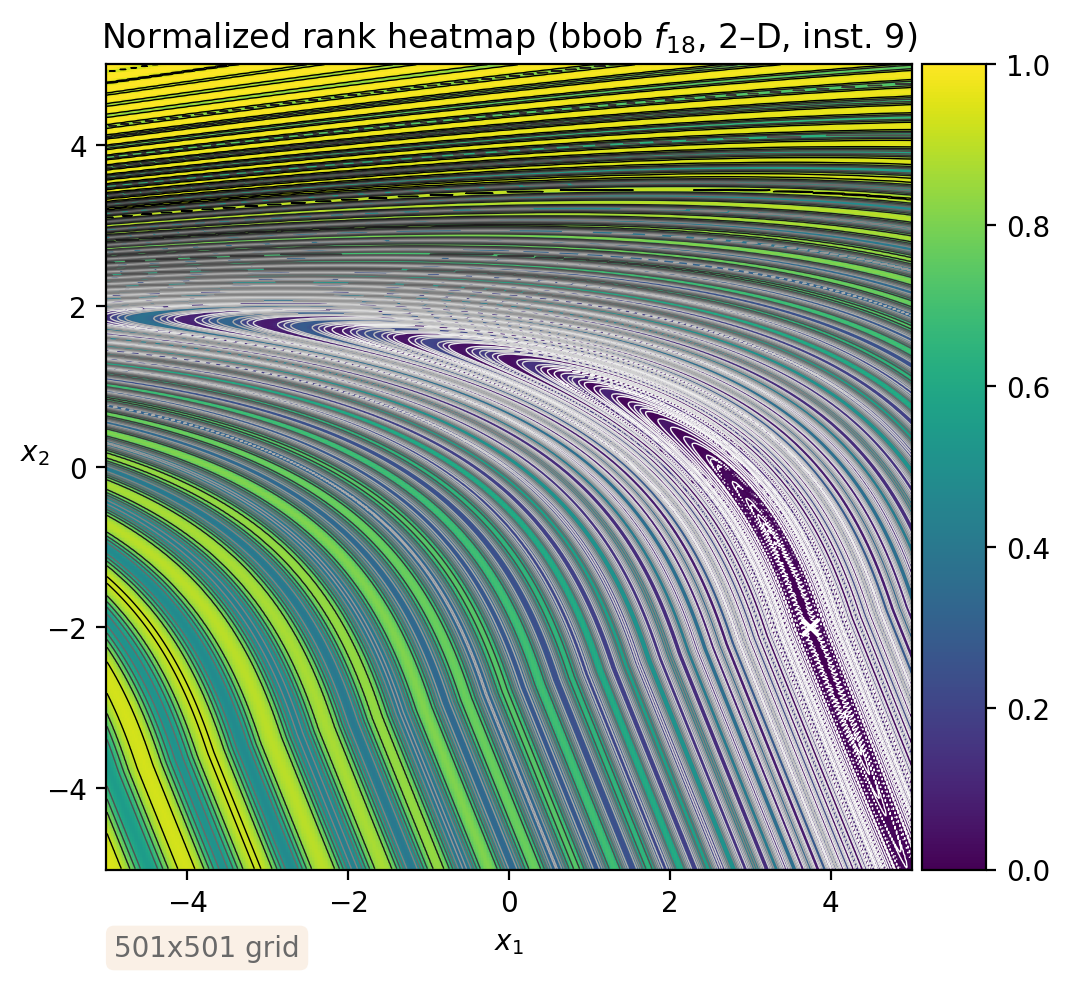 Normalized rank heatmap (bbob f18, 2–D, inst. 9)
1.0
0.8
0.6
0.4
0.2
0.0
4
2
0
−2
−4
x2
−4 −2 0 2 4
x1
501x501 grid